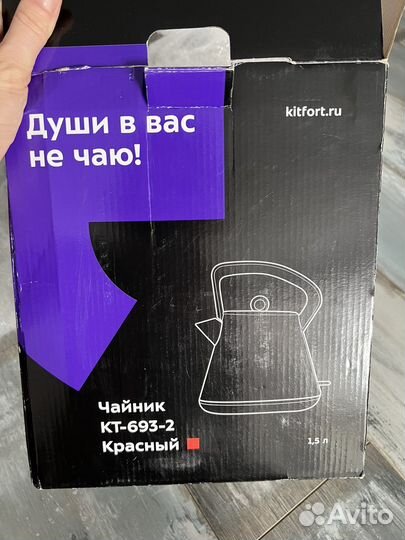 Души в вас
не чаю!
kitfort.ru
Чайник
КТ-693-2
Красный
1,5 л
Avito